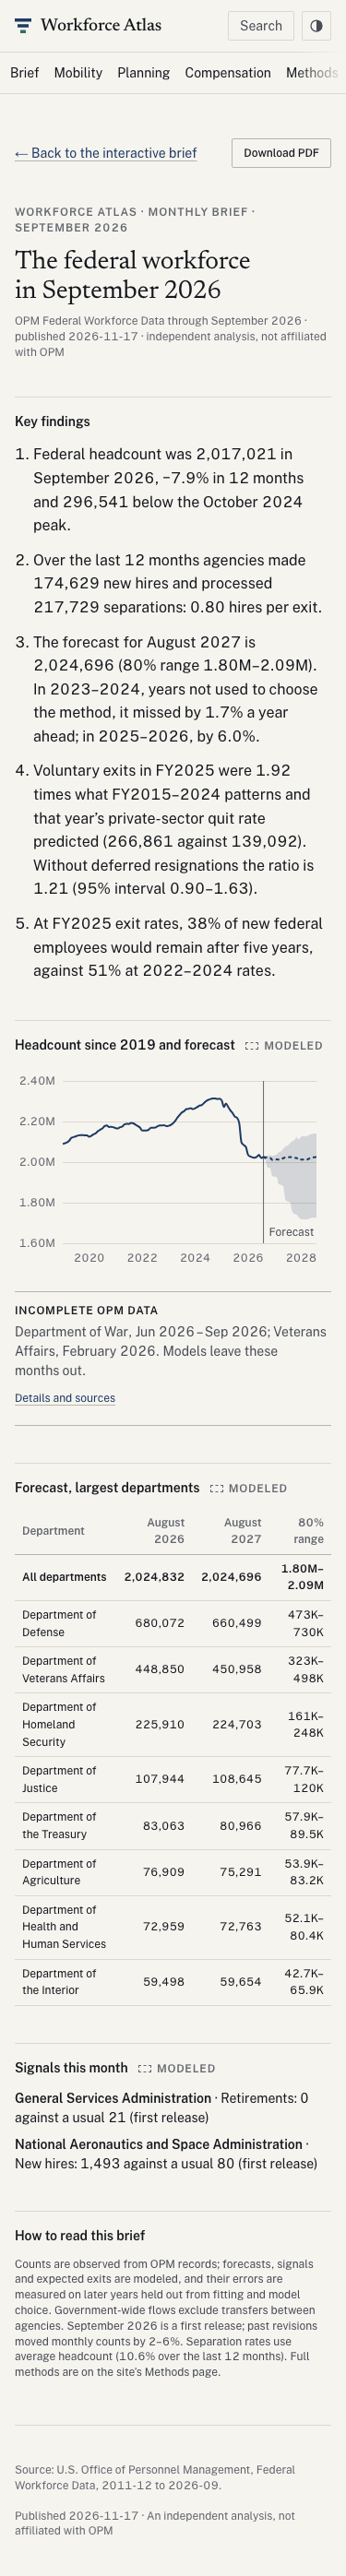 Workforce Atlas
Search
Brief Mobility Planning Compensation Methods
← Back to the interactive brief
Download PDF
WORKFORCE ATLAS · MONTHLY BRIEF ·
SEPTEMBER 2026
The federal workforce
in September 2026
OPM Federal Workforce Data through September 2026 ·
published 2026-11-17 · independent analysis, not affiliated
with OPM
Key findings
1. Federal headcount was 2,017,021 in
September 2026, −7.9% in 12 months
and 296,541 below the October 2024
peak.
2. Over the last 12 months agencies made
174,629 new hires and processed
217,729 separations: 0.80 hires per exit.
3. The forecast for August 2027 is
2,024,696 (80% range 1.80M–2.09M).
In 2023–2024, years not used to choose
the method, it missed by 1.7% a year
ahead; in 2025–2026, by 6.0%.
4. Voluntary exits in FY2025 were 1.92
times what FY2015–2024 patterns and
that year's private-sector quit rate
predicted (266,861 against 139,092).
Without deferred resignations the ratio is
1.21 (95% interval 0.90–1.63).
5. At FY2025 exit rates, 38% of new federal
employees would remain after five years,
against 51% at 2022–2024 rates.
Headcount since 2019 and forecast MODELED
2.40M
2.20M
2.00M
1.80M
1.60M
Forecast
2020 2022 2024 2026 2028
INCOMPLETE OPM DATA
Department of War, Jun 2026–Sep 2026; Veterans
Affairs, February 2026. Models leave these
months out.
Details and sources
Forecast, largest departments MODELED
Department August 2026 August 2027 80% range
All departments 2,024,832 2,024,696 1.80M–2.09M
Department of Defense 680,072 660,499 473K–730K
Department of Veterans Affairs 448,850 450,958 323K–498K
Department of Homeland Security 225,910 224,703 161K–248K
Department of Justice 107,944 108,645 77.7K–120K
Department of the Treasury 83,063 80,966 57.9K–89.5K
Department of Agriculture 76,909 75,291 53.9K–83.2K
Department of Health and Human Services 72,959 72,763 52.1K–80.4K
Department of the Interior 59,498 59,654 42.7K–65.9K
Signals this month MODELED
General Services Administration · Retirements: 0
against a usual 21 (first release)
National Aeronautics and Space Administration ·
New hires: 1,493 against a usual 80 (first release)
How to read this brief
Counts are observed from OPM records; forecasts, signals
and expected exits are modeled, and their errors are
measured on later years held out from fitting and model
choice. Government-wide flows exclude transfers between
agencies. September 2026 is a first release; past revisions
moved monthly counts by 2–6%. Separation rates use
average headcount (10.6% over the last 12 months). Full
methods are on the site's Methods page.
Source: U.S. Office of Personnel Management, Federal
Workforce Data, 2011-12 to 2026-09.
Published 2026-11-17 · An independent analysis, not
affiliated with OPM